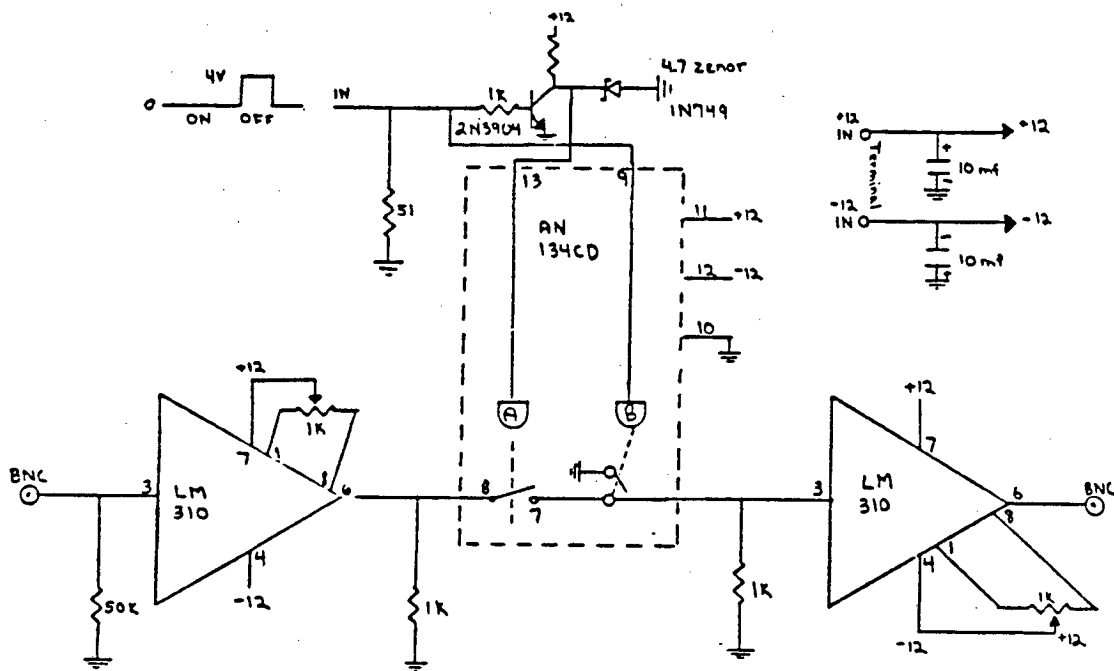 +12
4V
0
ON
OFF
IN
1K
2N3904
4.7 zenor
1N749
51
13
9
AN
134CD
11
+12
12
-12
10
+12
IN
Terminal
-12
IN
+
-
10 mf
+12
-
+
10 mf
-12
+12
1K
7
1
8
BNC
3
LM
310
6
4
-12
50K
1K
A
B
8
7
1K
3
LM
310
+12
7
6
BNC
8
4
1
1K
-12
+12